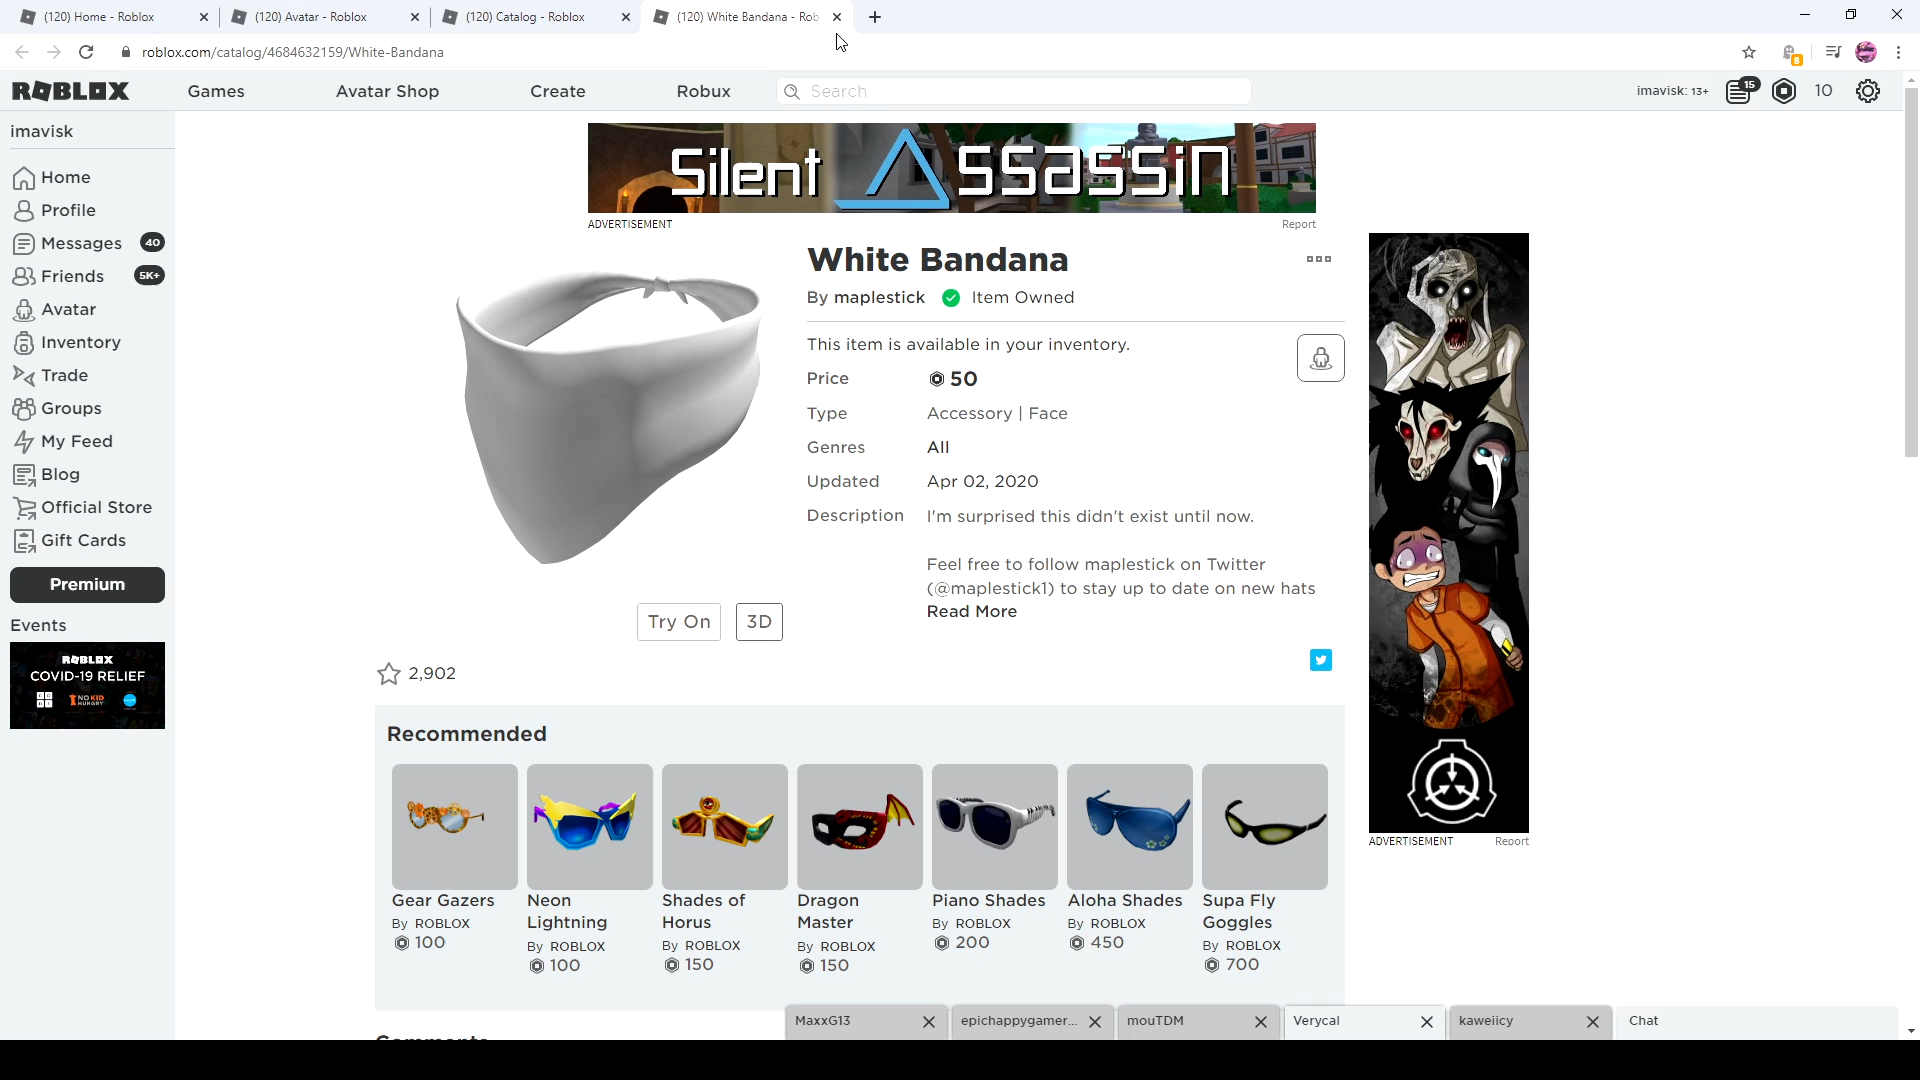 (120) Home - Roblox
(120) Avatar - Roblox
(120) Catalog - Roblox
(120) White Bandana - Rob
roblox.com/catalog/4684632159/White-Bandana
8
ROBLOX
Games
Avatar Shop
Create
Robux
Search
imavisk: 13+
15
10
imavisk
Home
Profile
Messages
40
Friends
5K+
Avatar
Inventory
Trade
Groups
My Feed
Blog
Official Store
Gift Cards
Premium
Events
ROBLOX
COVID-19 RELIEF
NO KID
HUNGRY
Silent Assassin
ADVERTISEMENT
Report
White Bandana
By maplestick
Item Owned
This item is available in your inventory.
Price
50
Type
Accessory | Face
Genres
All
Updated
Apr 02, 2020
Description
I'm surprised this didn't exist until now.
Feel free to follow maplestick on Twitter
(@maplestick1) to stay up to date on new hats
Read More
Try On
3D
2,902
ADVERTISEMENT
Report
Recommended
Gear Gazers
By ROBLOX
100
Neon
Lightning
By ROBLOX
100
Shades of
Horus
By ROBLOX
150
Dragon
Master
By ROBLOX
150
Piano Shades
By ROBLOX
200
Aloha Shades
By ROBLOX
450
Supa Fly
Goggles
By ROBLOX
700
Comments
MaxxG13
epichappygamer...
mouTDM
Verycal
kaweiicy
Chat